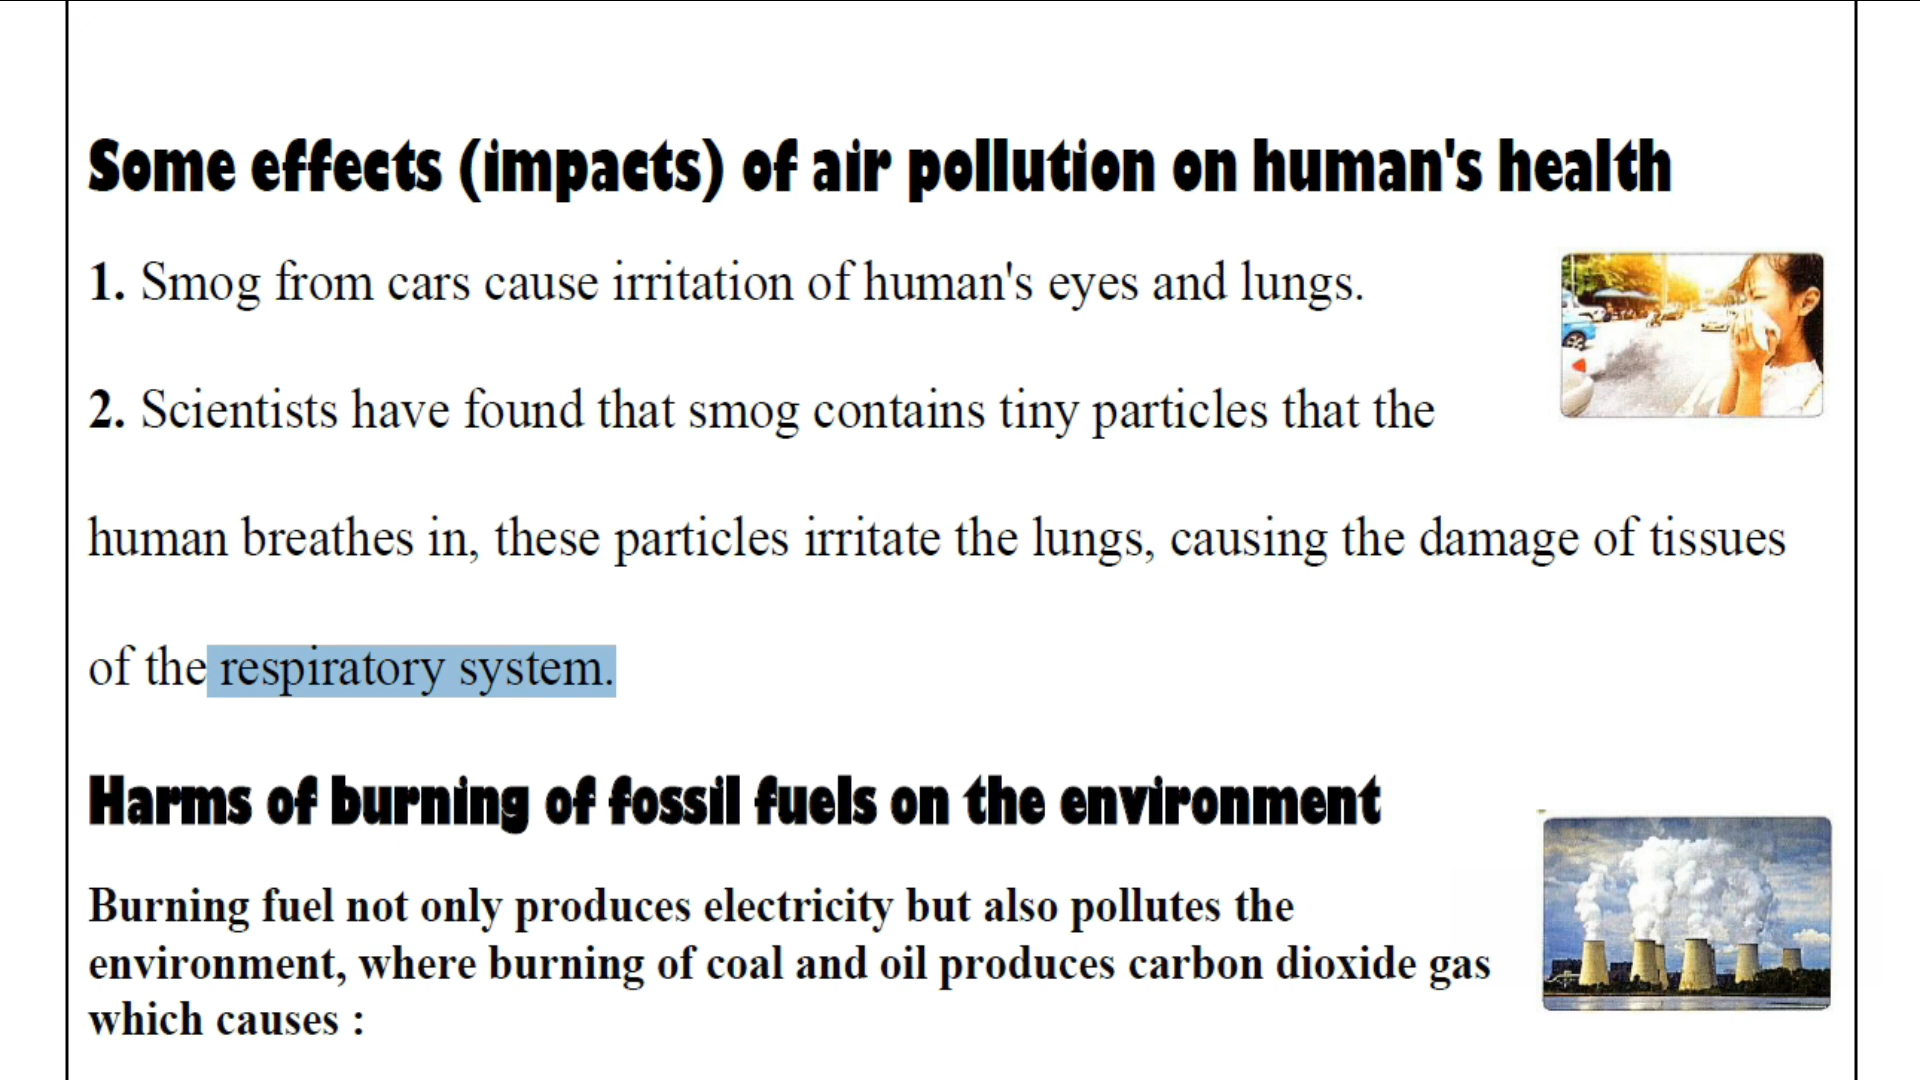 Some effects (impacts) of air pollution on human's health
1. Smog from cars cause irritation of human's eyes and lungs.
2. Scientists have found that smog contains tiny particles that the
human breathes in, these particles irritate the lungs, causing the damage of tissues
of the respiratory system.
Harms of burning of fossil fuels on the environment
Burning fuel not only produces electricity but also pollutes the
environment, where burning of coal and oil produces carbon dioxide gas
which causes :